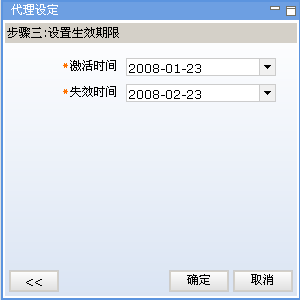 代理设定
步骤三:设置生效期限
*激活时间 2008-01-23
*失效时间 2008-02-23
<< 确定 取消